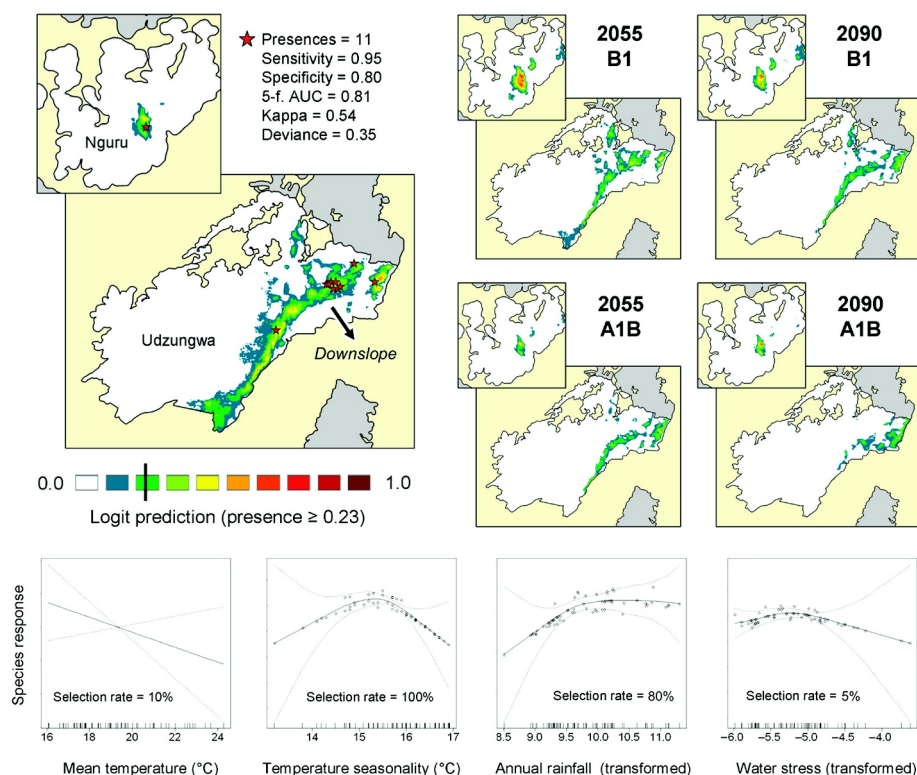 Presences = 11
Sensitivity = 0.95
Specificity = 0.80
5-f. AUC = 0.81
Kappa = 0.54
Deviance = 0.35
Nguru
Udzungwa
Downslope
0.0 1.0
Logit prediction (presence ≥ 0.23)
2055
B1
2090
B1
2055
A1B
2090
A1B
Species response
Selection rate = 10%
16 18 20 22 24
Mean temperature (°C)
Selection rate = 100%
14 15 16 17
Temperature seasonality (°C)
Selection rate = 80%
8.5 9.0 9.5 10.0 10.5 11.0
Annual rainfall (transformed)
Selection rate = 5%
-6.0 -5.5 -5.0 -4.5 -4.0
Water stress (transformed)